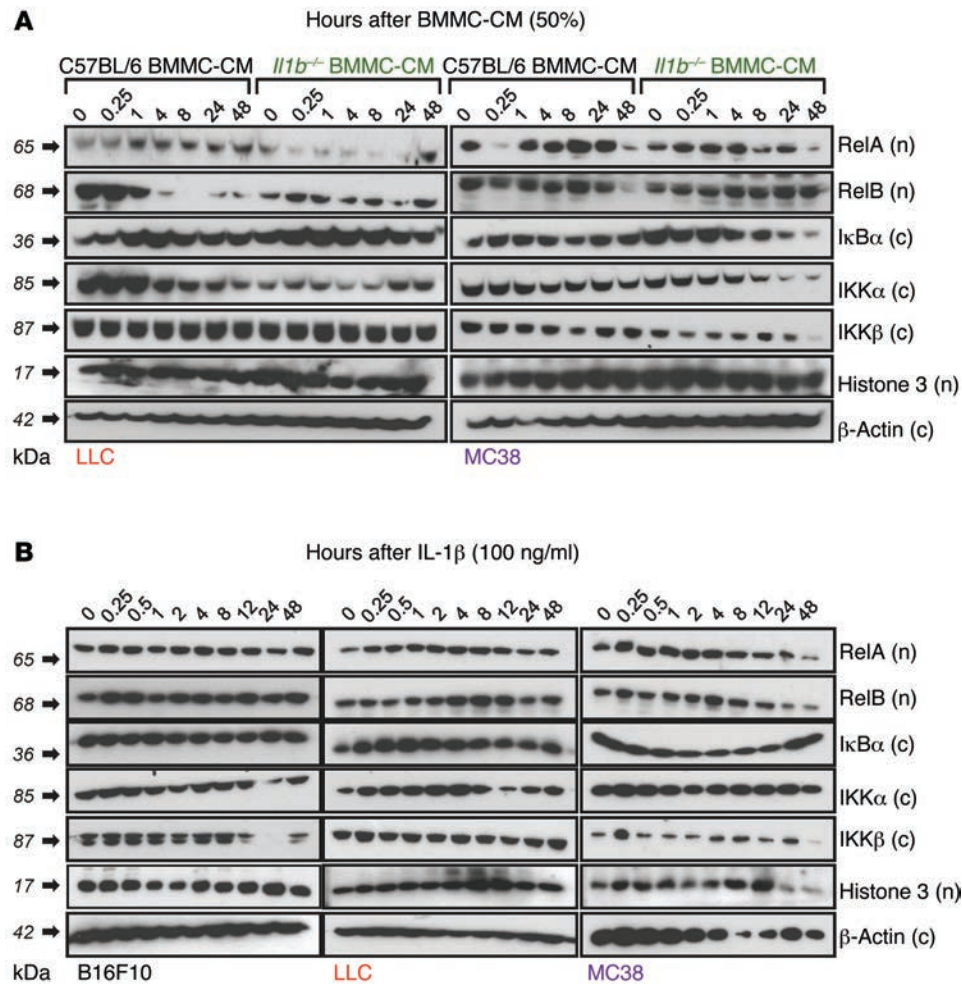 A
Hours after BMMC-CM (50%)
C57BL/6 BMMC-CM Il1b–/– BMMC-CM C57BL/6 BMMC-CM Il1b–/– BMMC-CM
0 0.25 1 4 8 24 48 0 0.25 1 4 8 24 48 0 0.25 1 4 8 24 48 0 0.25 1 4 8 24 48
65 RelA (n)
68 RelB (n)
36 IκBα (c)
85 IKKα (c)
87 IKKβ (c)
17 Histone 3 (n)
42 β-Actin (c)
kDa LLC MC38
B
Hours after IL-1β (100 ng/ml)
0 0.25 0.5 1 2 4 8 12 24 48 0 0.25 0.5 1 2 4 8 12 24 48 0 0.25 0.5 1 2 4 8 12 24 48
65 RelA (n)
68 RelB (n)
36 IκBα (c)
85 IKKα (c)
87 IKKβ (c)
17 Histone 3 (n)
42 β-Actin (c)
kDa B16F10 LLC MC38